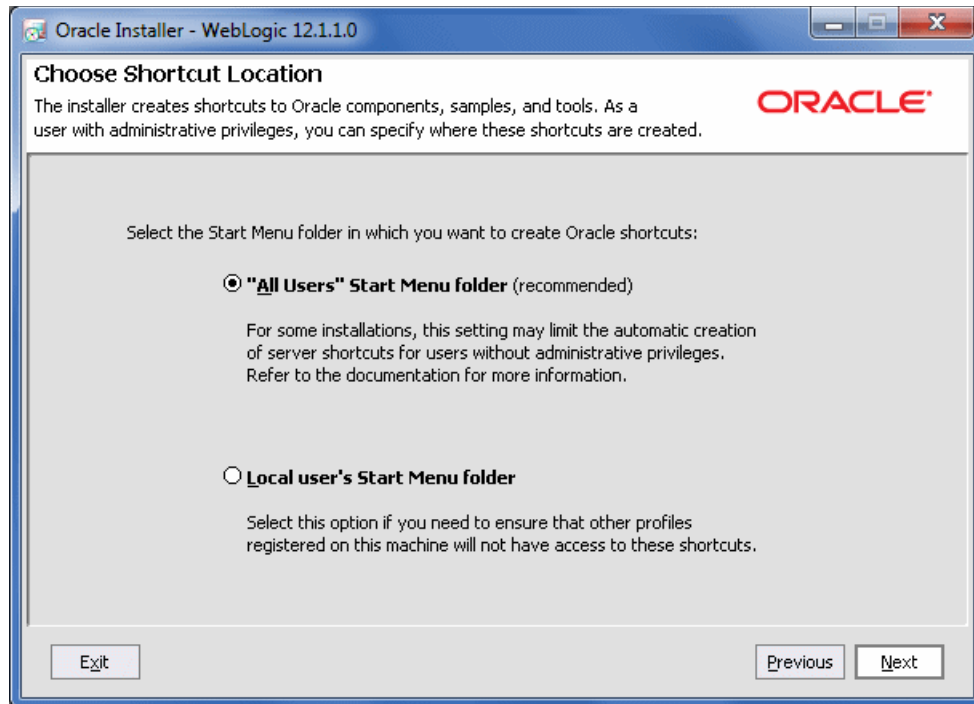 Oracle Installer - WebLogic 12.1.1.0
Choose Shortcut Location
The installer creates shortcuts to Oracle components, samples, and tools. As a
user with administrative privileges, you can specify where these shortcuts are created.
ORACLE
Select the Start Menu folder in which you want to create Oracle shortcuts:
"All Users" Start Menu folder (recommended)
For some installations, this setting may limit the automatic creation
of server shortcuts for users without administrative privileges.
Refer to the documentation for more information.
Local user's Start Menu folder
Select this option if you need to ensure that other profiles
registered on this machine will not have access to these shortcuts.
Exit
Previous
Next